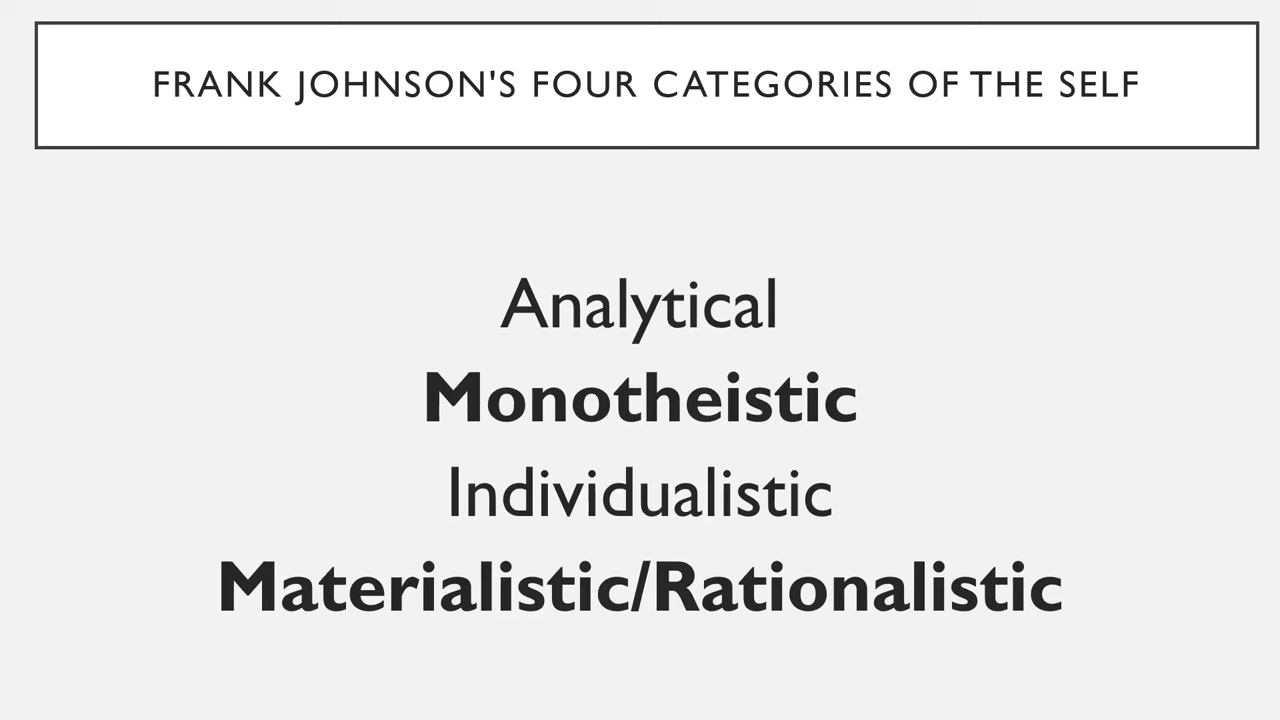 FRANK JOHNSON'S FOUR CATEGORIES OF THE SELF
Analytical
Monotheistic
Individualistic
Materialistic/Rationalistic